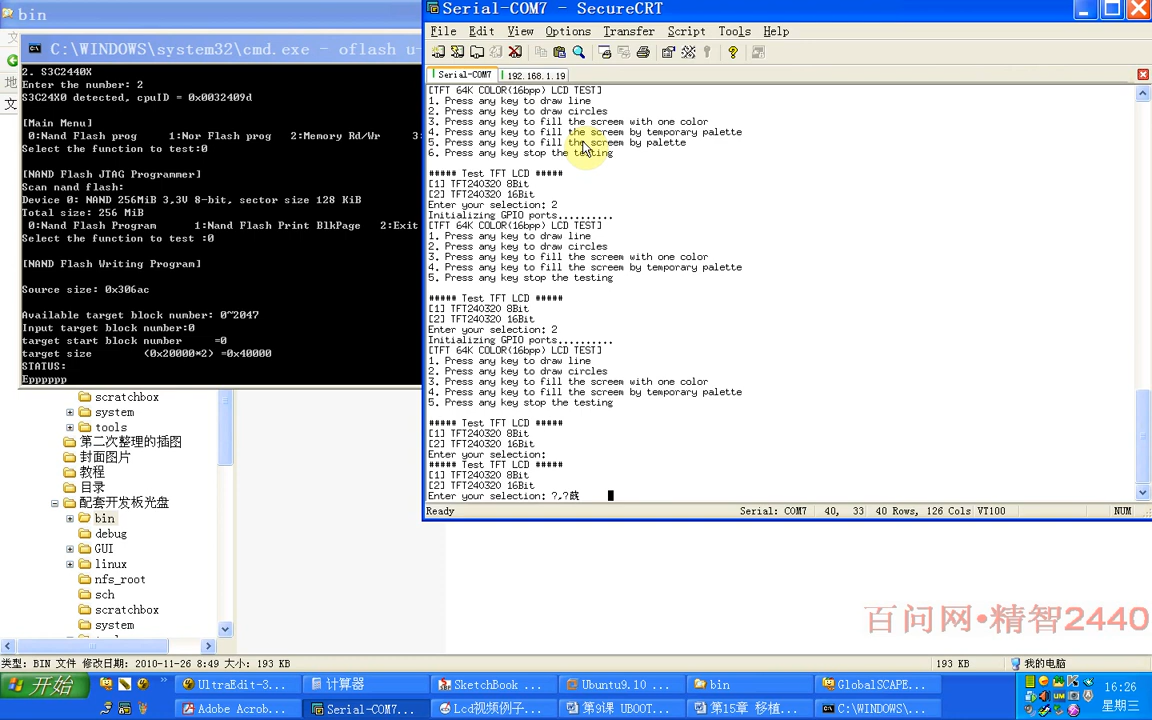 bin
C:\WINDOWS\system32\cmd.exe - oflash u-
2. S3C2440X
Enter the number: 2
S3C24X0 detected, cpuID = 0x0032409d
[Main Menu]
0:Nand Flash prog 1:Nor Flash prog 2:Memory Rd/Wr 3:
Select the function to test:0
[NAND Flash JTAG Programmer]
Scan nand flash:
Device 0: NAND 256MiB 3,3V 8-bit, sector size 128 KiB
Total size: 256 MiB
0:Nand Flash Program 1:Nand Flash Print BlkPage 2:Exit
Select the function to test :0
[NAND Flash Writing Program]
Source size: 0x306ac
Available target block number: 0~2047
Input target block number:0
target start block number =0
target size (0x20000*2) =0x40000
STATUS:
Epppppp
地
文
scratchbox
system
tools
第二次整理的插图
封面图片
教程
目录
配套开发板光盘
bin
debug
GUI
linux
nfs_root
sch
scratchbox
system
类型: BIN 文件 修改日期: 2010-11-26 8:49 大小: 193 KB
193 KB
我的电脑
Serial-COM7 - SecureCRT
File Edit View Options Transfer Script Tools Help
Serial-COM7
192.168.1.19
[TFT 64K COLOR(16bpp) LCD TEST]
1. Press any key to draw line
2. Press any key to draw circles
3. Press any key to fill the screem with one color
4. Press any key to fill the screem by temporary palette
5. Press any key to fill the screem by palette
6. Press any key stop the testing
##### Test TFT LCD #####
[1] TFT240320 8Bit
[2] TFT240320 16Bit
Enter your selection: 2
Initializing GPIO ports..........
[TFT 64K COLOR(16bpp) LCD TEST]
1. Press any key to draw line
2. Press any key to draw circles
3. Press any key to fill the screem with one color
4. Press any key to fill the screem by temporary palette
5. Press any key stop the testing
##### Test TFT LCD #####
[1] TFT240320 8Bit
[2] TFT240320 16Bit
Enter your selection: 2
Initializing GPIO ports..........
[TFT 64K COLOR(16bpp) LCD TEST]
1. Press any key to draw line
2. Press any key to draw circles
3. Press any key to fill the screem with one color
4. Press any key to fill the screem by temporary palette
5. Press any key stop the testing
##### Test TFT LCD #####
[1] TFT240320 8Bit
[2] TFT240320 16Bit
Enter your selection:
##### Test TFT LCD #####
[1] TFT240320 8Bit
[2] TFT240320 16Bit
Enter your selection: ?,?
Ready
Serial: COM7 40, 33 40 Rows, 126 Cols VT100 NUM
百问网·精智2440
开始
UltraEdit-3...
计算器
SketchBook ...
Ubuntu9.10 ...
bin
GlobalSCAPE...
Adobe Acrob...
Serial-COM7...
Lcd视频例子...
第9课 UBOOT...
第15章 移植...
C:\WINDOWS\...
16:26
星期三